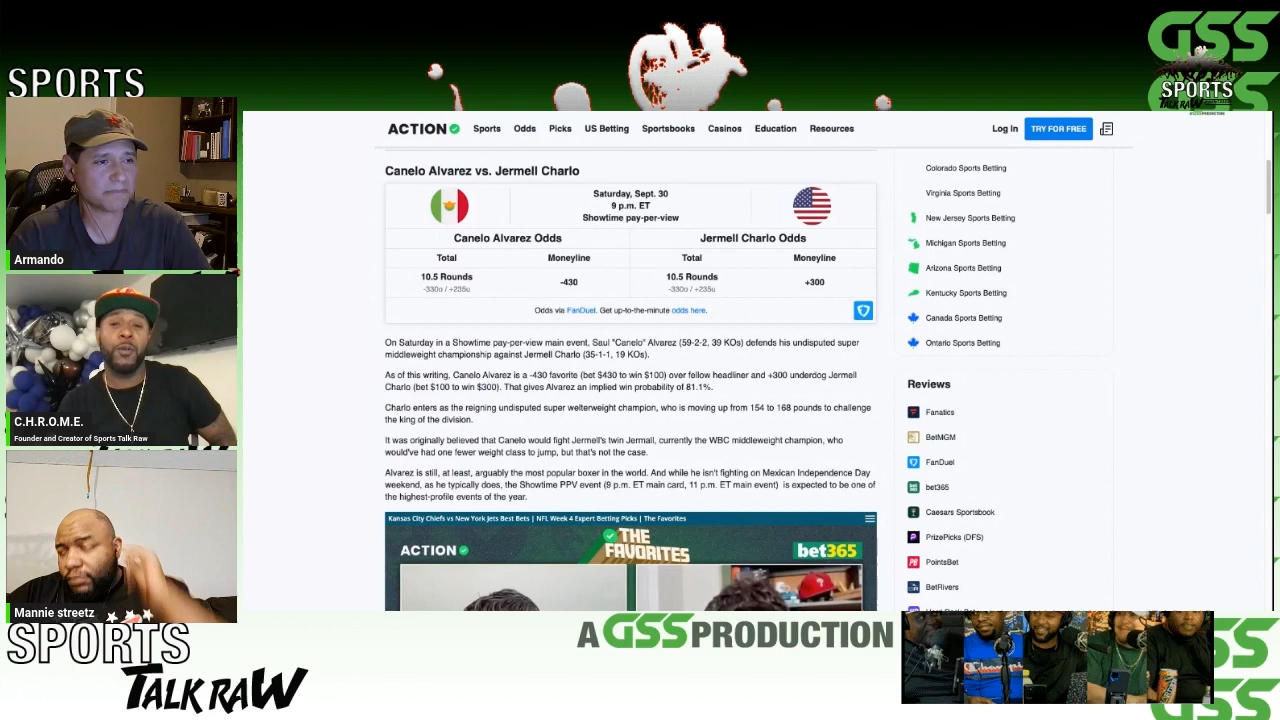 SPORTS
GSS
SPORTS
TALK RAW
Armando
C.H.R.O.M.E.
Founder and Creator of Sports Talk Raw
Mannie streetz
ACTION
Sports
Odds
Picks
US Betting
Sportsbooks
Casinos
Education
Resources
Log In
TRY FOR FREE
Canelo Alvarez vs. Jermell Charlo
Saturday, Sept. 30
9 p.m. ET
Showtime pay-per-view
Canelo Alvarez Odds
Jermell Charlo Odds
Total
Moneyline
Total
Moneyline
10.5 Rounds
-330o / +235u
-430
10.5 Rounds
-330o / +235u
+300
Odds via FanDuel. Get up-to-the-minute odds here.
On Saturday in a Showtime pay-per-view main event, Saul "Canelo" Alvarez (59-2-2, 39 KOs) defends his undisputed super
middleweight championship against Jermell Charlo (35-1-1, 19 KOs).
As of this writing, Canelo Alvarez is a -430 favorite (bet $430 to win $100) over fellow headliner and +300 underdog Jermell
Charlo (bet $100 to win $300). That gives Alvarez an implied win probability of 81.1%.
Charlo enters as the reigning undisputed super welterweight champion, who is moving up from 154 to 168 pounds to challenge
the king of the division.
It was originally believed that Canelo would fight Jermell's twin Jermall, currently the WBC middleweight champion, who
would've had one fewer weight class to jump, but that's not the case.
Alvarez is still, at least, arguably the most popular boxer in the world. And while he isn't fighting on Mexican Independence Day
weekend, as he typically does, the Showtime PPV event (9 p.m. ET main card, 11 p.m. ET main event) is expected to be one of
the highest-profile events of the year.
Kansas City Chiefs vs New York Jets Best Bets | NFL Week 4 Expert Betting Picks | The Favorites
ACTION
THE
FAVORITES
bet365
Colorado Sports Betting
Virginia Sports Betting
New Jersey Sports Betting
Michigan Sports Betting
Arizona Sports Betting
Kentucky Sports Betting
Canada Sports Betting
Ontario Sports Betting
Reviews
Fanatics
BetMGM
FanDuel
bet365
Caesars Sportsbook
PrizePicks (DFS)
PointsBet
BetRivers
SPORTS
TALK RAW
A GSS PRODUCTION